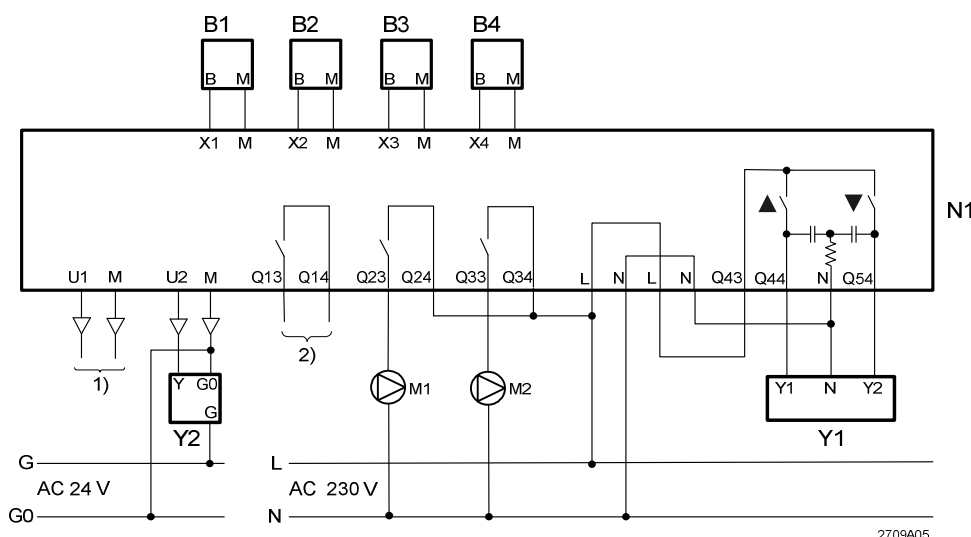 B1 B2 B3 B4
B M B M B M B M
X1 M X2 M X3 M X4 M
N1
U1 M U2 M Q13 Q14 Q23 Q24 Q33 Q34 L N L N Q43 Q44 N Q54
1) 2)
Y G0
G
Y2
M1 M2
Y1 N Y2
Y1
G L
AC 24 V AC 230 V
G0 N
2709A05